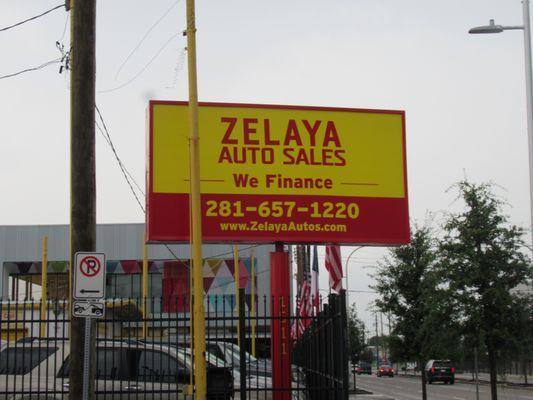 ZELAYA
AUTO SALES
We Finance
281-657-1220
www.ZelayaAutos.com